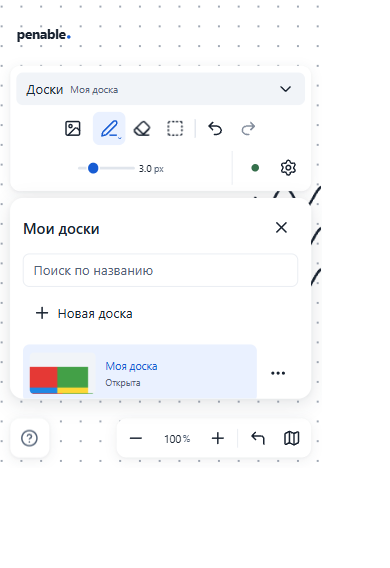 penable.
Доски Моя доска
3.0 px
Мои доски
Поиск по названию
Новая доска
Моя доска
Открыта
100%